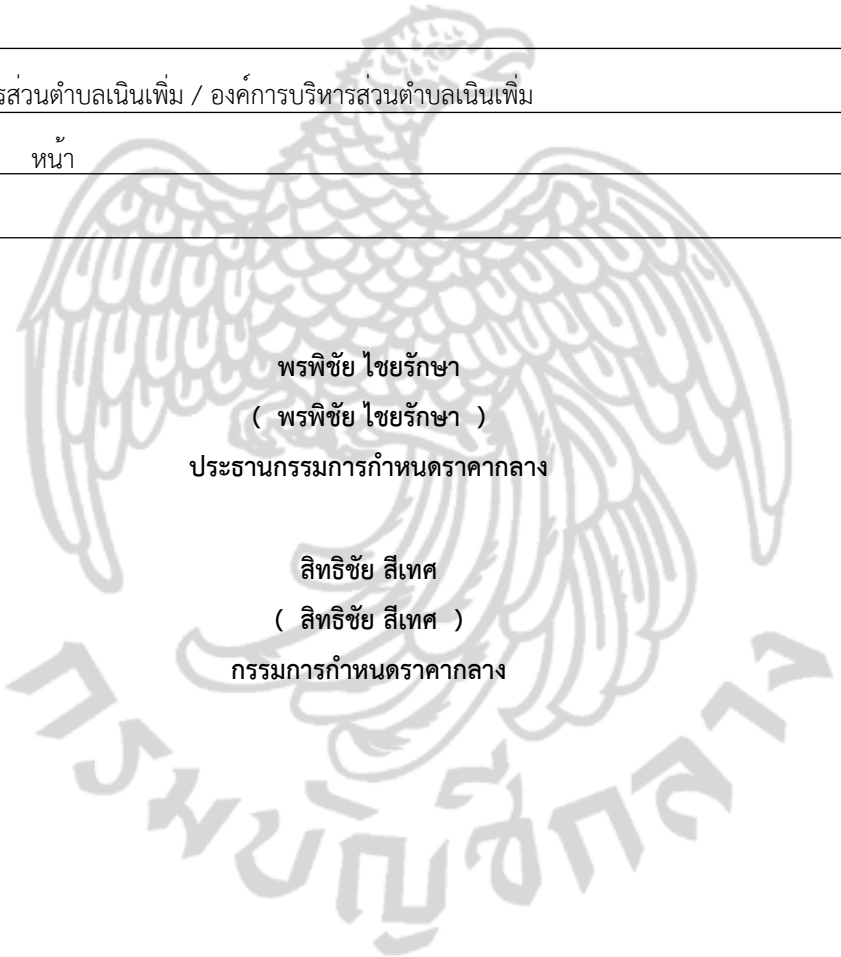 รส่วนตำบลเนินเพิ่ม / องค์การบริหารส่วนตำบลเนินเพิ่ม
หน้า
พรพิชัย ไชยรักษา
( พรพิชัย ไชยรักษา )
ประธานกรรมการกำหนดราคากลาง
สิทธิชัย สีเทศ
( สิทธิชัย สีเทศ )
กรรมการกำหนดราคากลาง
กรมบัญชีกลาง